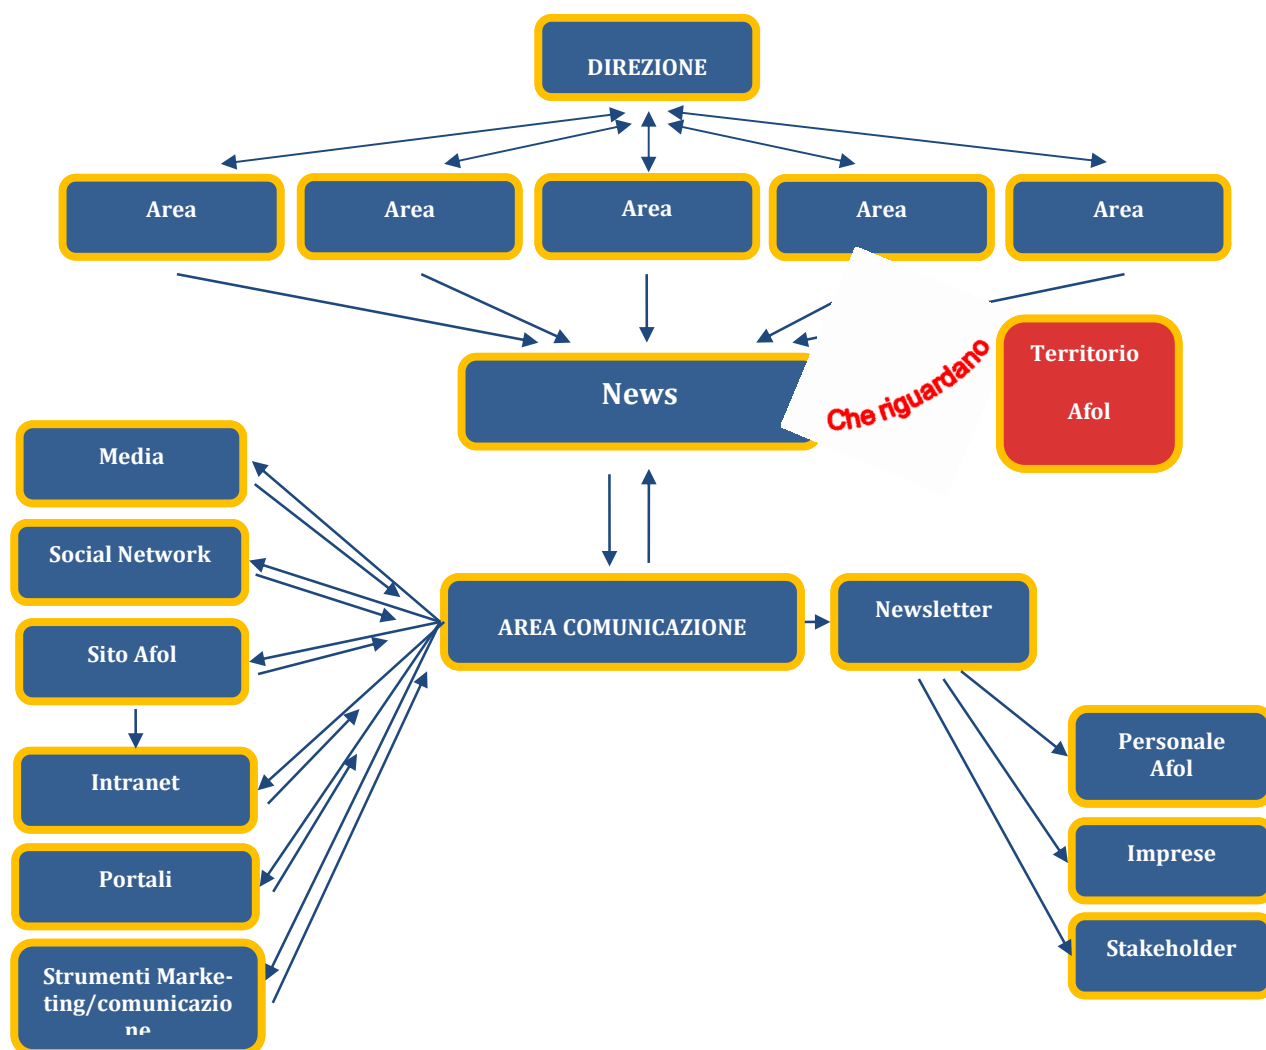 DIREZIONE
Area
Area
Area
Area
Area
News
Che riguardano
Territorio
Afol
Media
Social Network
Sito Afol
Intranet
Portali
Strumenti Marke-
ting/comunicazio
ne
AREA COMUNICAZIONE
Newsletter
Personale
Afol
Imprese
Stakeholder